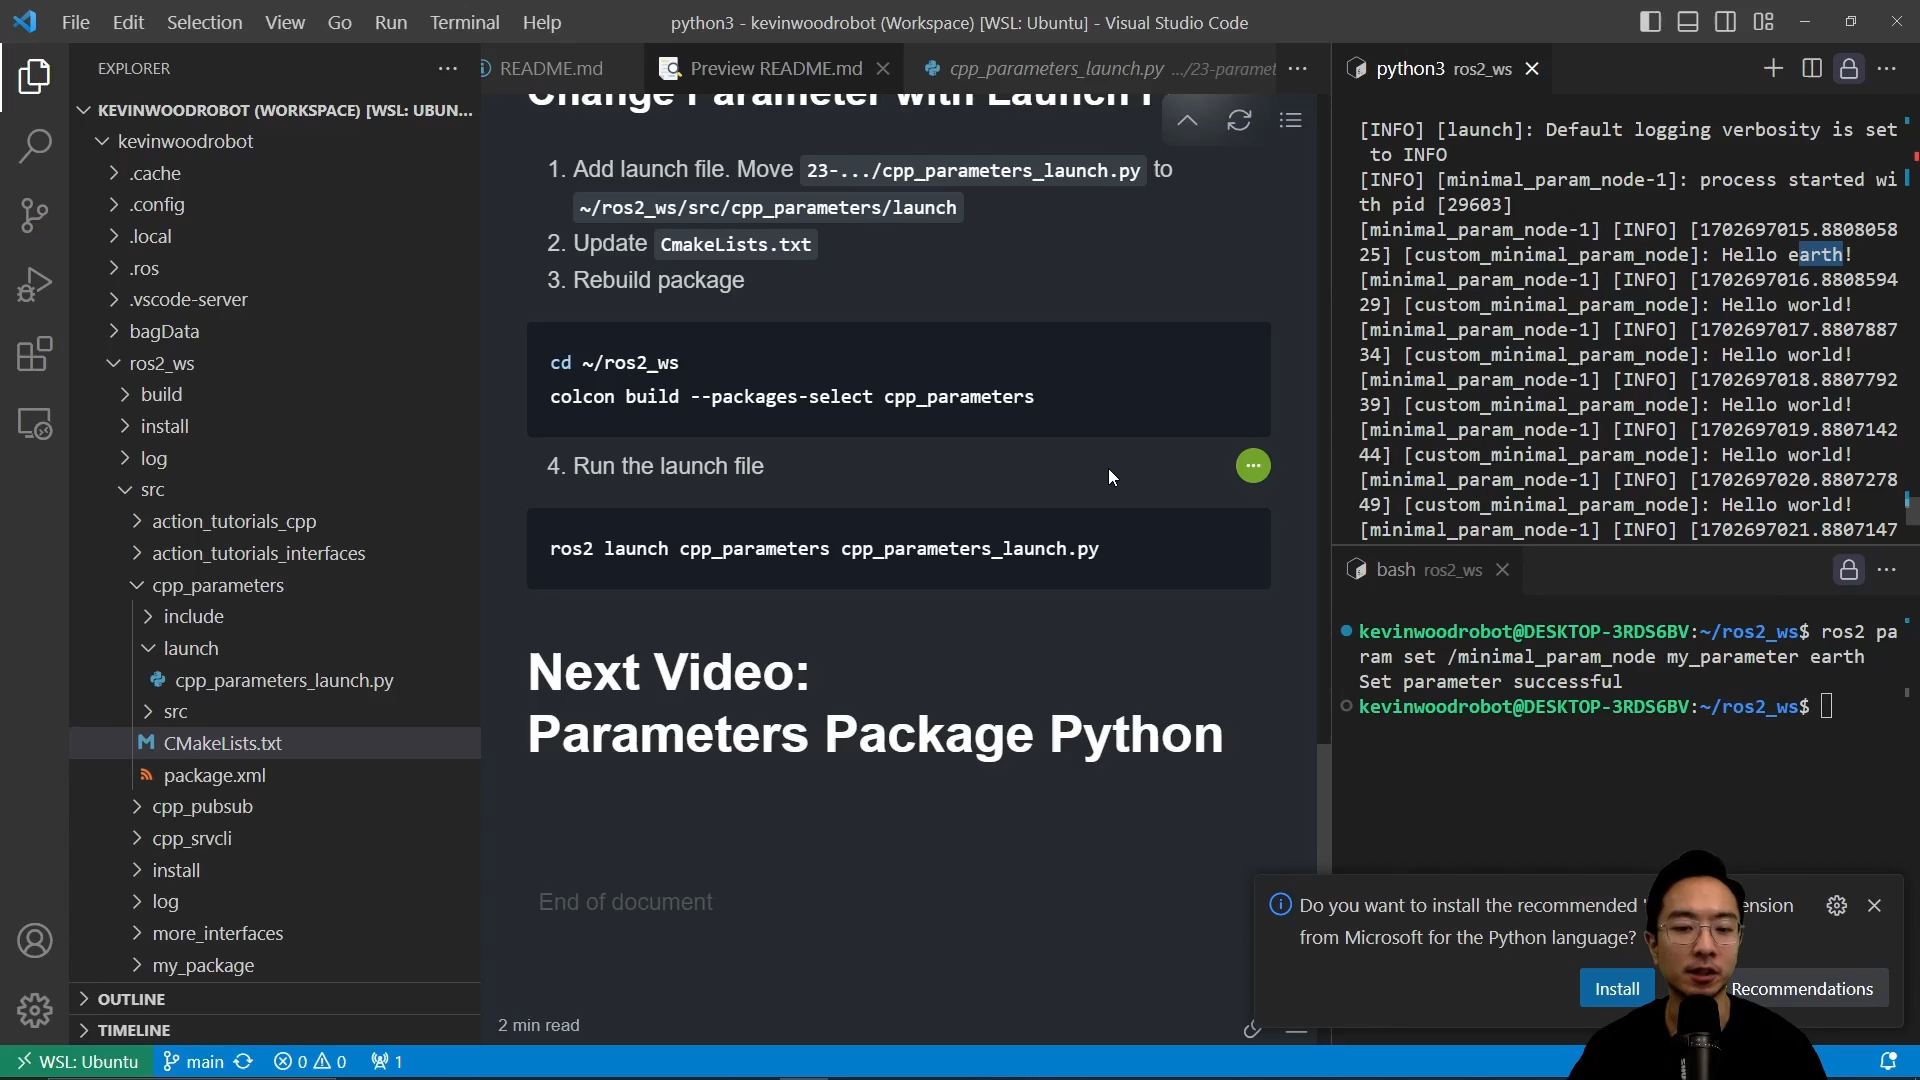 File Edit Selection View Go Run Terminal Help
python3 - kevinwoodrobot (Workspace) [WSL: Ubuntu] - Visual Studio Code
EXPLORER
KEVINWOODROBOT (WORKSPACE) [WSL: UBUN...
kevinwoodrobot
.cache
.config
.local
.ros
.vscode-server
bagData
ros2_ws
build
install
log
src
action_tutorials_cpp
action_tutorials_interfaces
cpp_parameters
include
launch
cpp_parameters_launch.py
src
CMakeLists.txt
package.xml
cpp_pubsub
cpp_srvcli
install
log
more_interfaces
my_package
OUTLINE
TIMELINE
README.md
Preview README.md
cpp_parameters_launch.py .../23-paramet
Change Parameter with Launch
1. Add launch file. Move 23-.../cpp_parameters_launch.py to
~/ros2_ws/src/cpp_parameters/launch
2. Update CmakeLists.txt
3. Rebuild package
cd ~/ros2_ws
colcon build --packages-select cpp_parameters
4. Run the launch file
ros2 launch cpp_parameters cpp_parameters_launch.py
Next Video:
Parameters Package Python
End of document
2 min read
python3 ros2_ws
[INFO] [launch]: Default logging verbosity is set
to INFO
[INFO] [minimal_param_node-1]: process started wi
th pid [29603]
[minimal_param_node-1] [INFO] [1702697015.8808058
25] [custom_minimal_param_node]: Hello earth!
[minimal_param_node-1] [INFO] [1702697016.8808594
29] [custom_minimal_param_node]: Hello world!
[minimal_param_node-1] [INFO] [1702697017.8807887
34] [custom_minimal_param_node]: Hello world!
[minimal_param_node-1] [INFO] [1702697018.8807792
39] [custom_minimal_param_node]: Hello world!
[minimal_param_node-1] [INFO] [1702697019.8807142
44] [custom_minimal_param_node]: Hello world!
[minimal_param_node-1] [INFO] [1702697020.8807278
49] [custom_minimal_param_node]: Hello world!
[minimal_param_node-1] [INFO] [1702697021.8807147
bash ros2_ws
kevinwoodrobot@DESKTOP-3RDS6BV:~/ros2_ws$ ros2 pa
ram set /minimal_param_node my_parameter earth
Set parameter successful
kevinwoodrobot@DESKTOP-3RDS6BV:~/ros2_ws$
Do you want to install the recommended ' ension
from Microsoft for the Python language?
Install
Recommendations
WSL: Ubuntu main 0 0 1